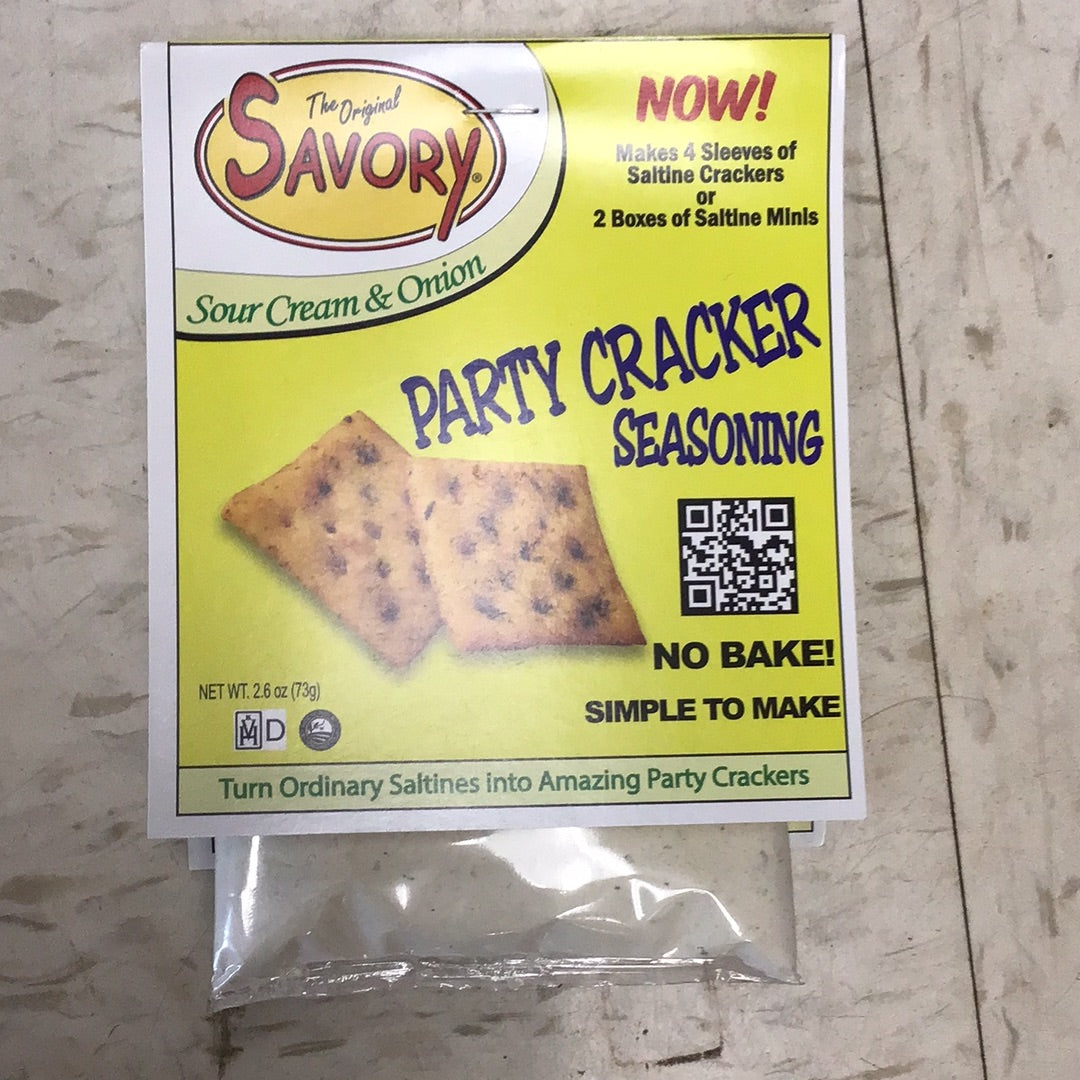 The Original
SAVORY®
Sour Cream & Onion
NOW!
Makes 4 Sleeves of
Saltine Crackers
or
2 Boxes of Saltine Minis
PARTY CRACKER
SEASONING
NO BAKE!
SIMPLE TO MAKE
NET WT. 2.6 oz (73g)
D
Turn Ordinary Saltines into Amazing Party Crackers